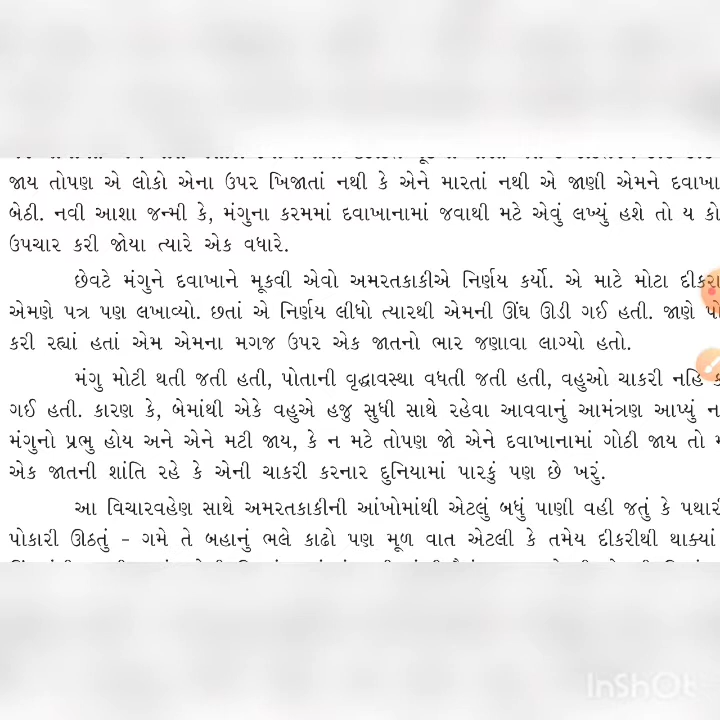 જાય તોપણ એ લોકો એના ઉપર ખિજાતાં નથી કે એને મારતાં નથી એ જાણી એમને દવાખા
બેઠી. નવી આશા જન્મી કે, મંગુના કરમમાં દવાખાનામાં જવાથી મટે એવું લખ્યું હશે તો ય કો
ઉપચાર કરી જોયા ત્યારે એક વધારે.
છેવટે મંગુને દવાખાને મૂકવી એવો અમરતકાકીએ નિર્ણય કર્યો. એ માટે મોટા દીકરા
એમણે પત્ર પણ લખાવ્યો. છતાં એ નિર્ણય લીધો ત્યારથી એમની ઊંઘ ઊડી ગઈ હતી. જાણે પો
કરી રહ્યાં હતાં એમ એમના મગજ ઉપર એક જાતનો ભાર જણાવા લાગ્યો હતો.
મંગુ મોટી થતી જતી હતી, પોતાની વૃદ્ધાવસ્થા વધતી જતી હતી, વહુઓ ચાકરી નહિ ક
ગઈ હતી. કારણ કે, બેમાંથી એકે વહુએ હજુ સુધી સાથે રહેવા આવવાનું આમંત્રણ આપ્યું ન
મંગુનો પ્રભુ હોય અને એને મટી જાય, કે ન મટે તોપણ જો એને દવાખાનામાં ગોઠી જાય તો મ
એક જાતની શાંતિ રહે કે એની ચાકરી કરનાર દુનિયામાં પારકું પણ છે ખરું.
આ વિચારવહેણ સાથે અમરતકાકીની આંખોમાંથી એટલું બધું પાણી વહી જતું કે પથારી
પોકારી ઊઠતું – ગમે તે બહાનું ભલે કાઢો પણ મૂળ વાત એટલી કે તમેય દીકરીથી થાક્યાં
InShOt